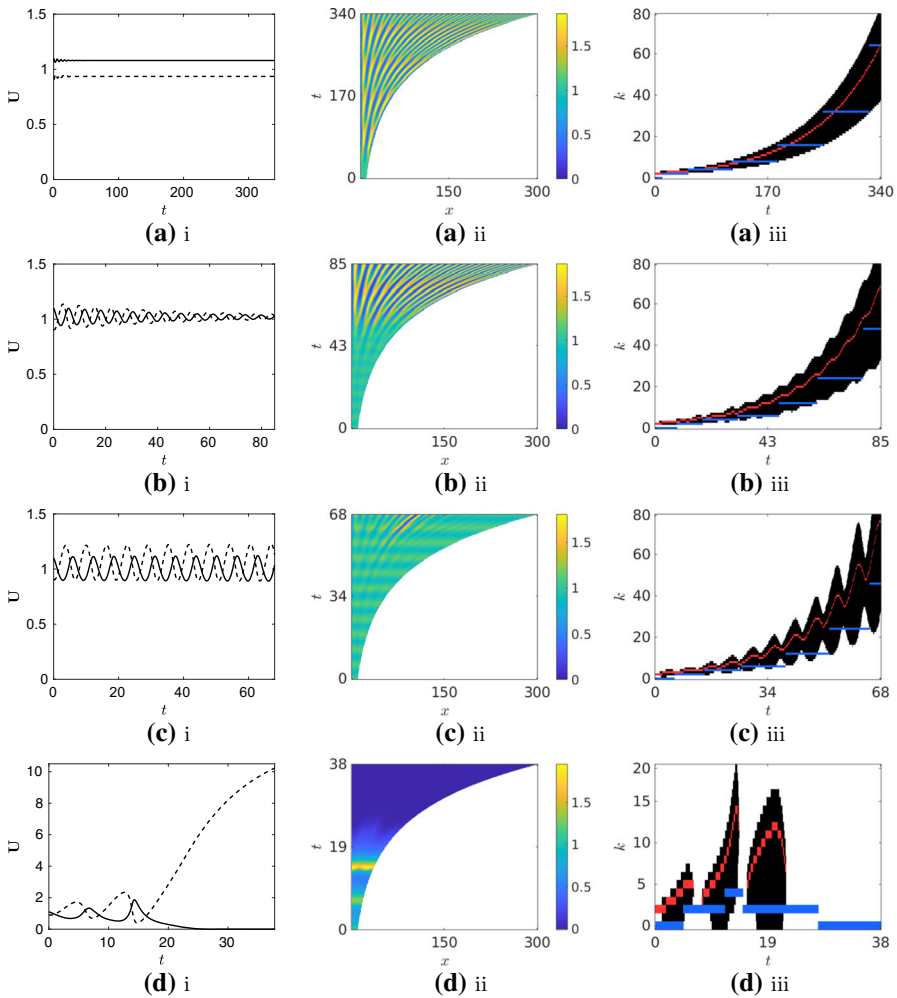 1.5
1
0.5
0
U
0 100 200 300
t
(a) i
340
170
0
t
150 300
x
1.5
1
0.5
0
(a) ii
80
60
40
20
0
k
0 170 340
t
(a) iii
1.5
1
0.5
0
U
0 20 40 60 80
t
(b) i
85
43
0
t
150 300
x
1.5
1
0.5
0
(b) ii
80
60
40
20
0
k
0 43 85
t
(b) iii
1.5
1
0.5
0
U
0 20 40 60
t
(c) i
68
34
0
t
150 300
x
1.5
1
0.5
0
(c) ii
80
60
40
20
0
k
0 34 68
t
(c) iii
10
8
6
4
2
0
U
0 10 20 30
t
(d) i
38
19
0
t
150 300
x
1.5
1
0.5
0
(d) ii
20
15
10
5
0
k
0 19 38
t
(d) iii